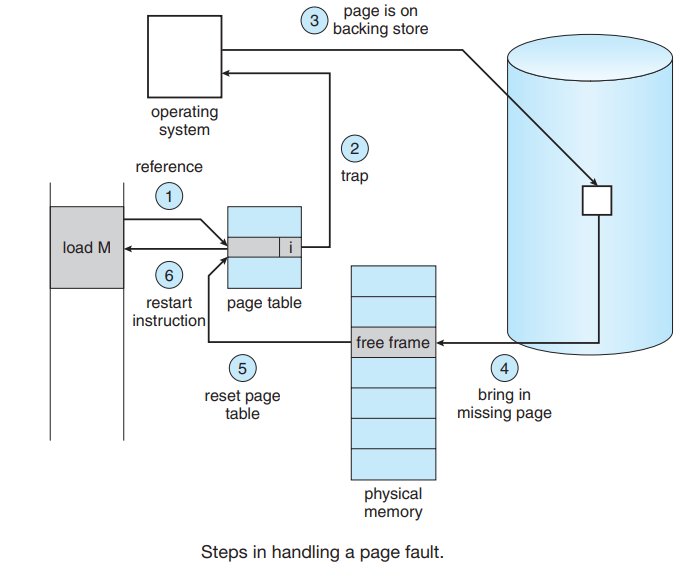 3
page is on
backing store
operating
system
2
trap
reference
1
load M
i
6
restart
instruction
page table
free frame
5
reset page
table
4
bring in
missing page
physical
memory
Steps in handling a page fault.